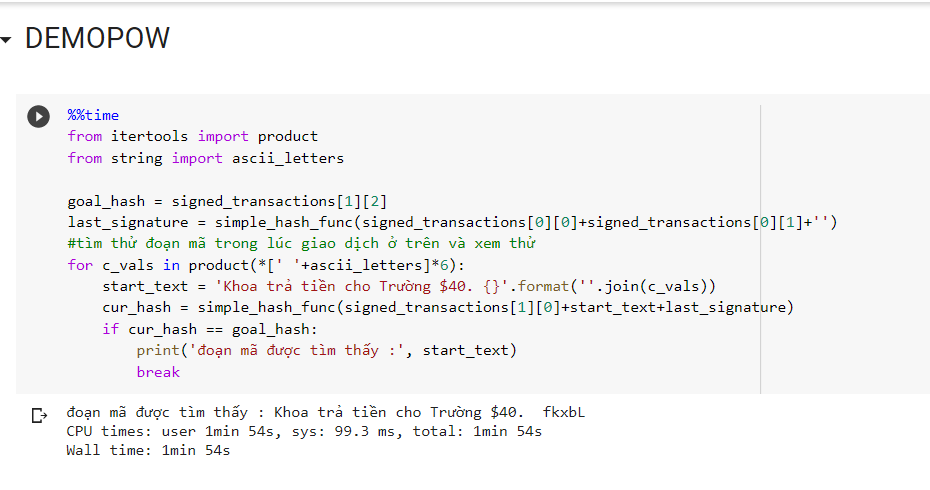 DEMOPOW
%%time
from itertools import product
from string import ascii_letters
goal_hash = signed_transactions[1][2]
last_signature = simple_hash_func(signed_transactions[0][0]+signed_transactions[0][1]+'')
#tìm thử đoạn mã trong lúc giao dịch ở trên và xem thử
for c_vals in product(*[' '+ascii_letters]*6):
    start_text = 'Khoa trả tiền cho Trường $40. {}'.format(''.join(c_vals))
    cur_hash = simple_hash_func(signed_transactions[1][0]+start_text+last_signature)
    if cur_hash == goal_hash:
        print('đoạn mã được tìm thấy :', start_text)
        break
đoạn mã được tìm thấy : Khoa trả tiền cho Trường $40.  fkxbL
CPU times: user 1min 54s, sys: 99.3 ms, total: 1min 54s
Wall time: 1min 54s